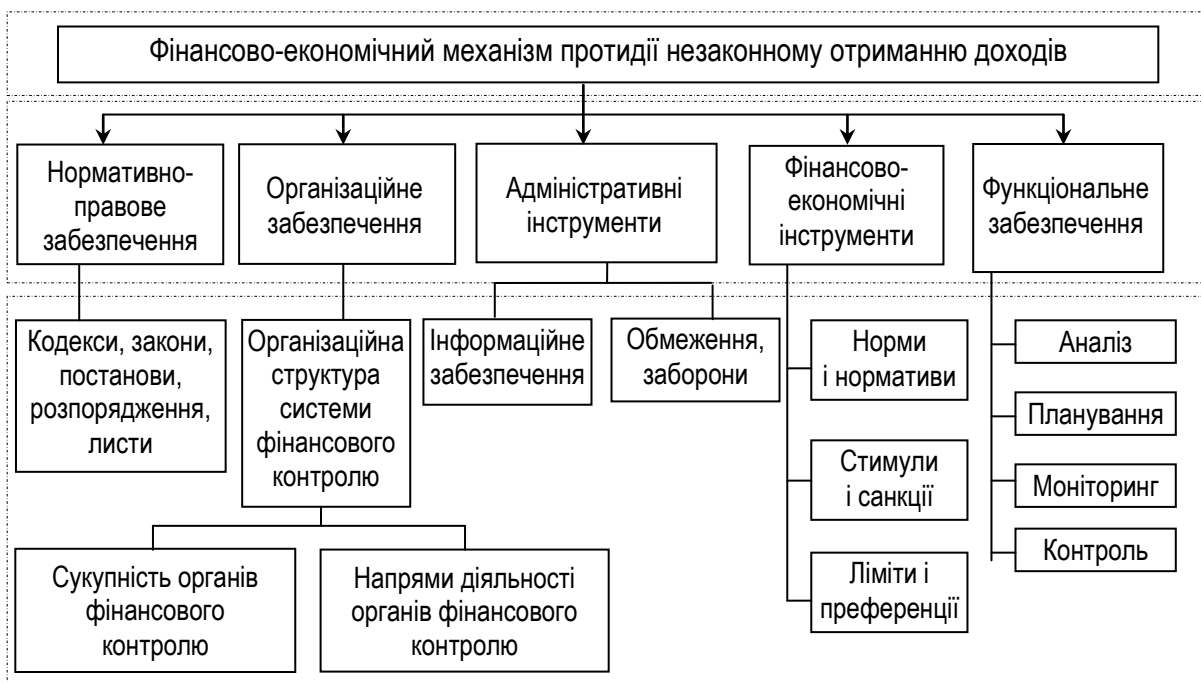 Фінансово-економічний механізм протидії незаконному отриманню доходів
Нормативно-
правове
забезпечення
Організаційне
забезпечення
Адміністративні
інструменти
Фінансово-
економічні
інструменти
Функціональне
забезпечення
Кодекси, закони,
постанови,
розпорядження,
листи
Організаційна
структура
системи
фінансового
контролю
Інформаційне
забезпечення
Обмеження,
заборони
Норми
і нормативи
Стимули
і санкції
Ліміти і
преференції
Аналіз
Планування
Моніторинг
Контроль
Сукупність органів
фінансового
контролю
Напрями діяльності
органів фінансового
контролю